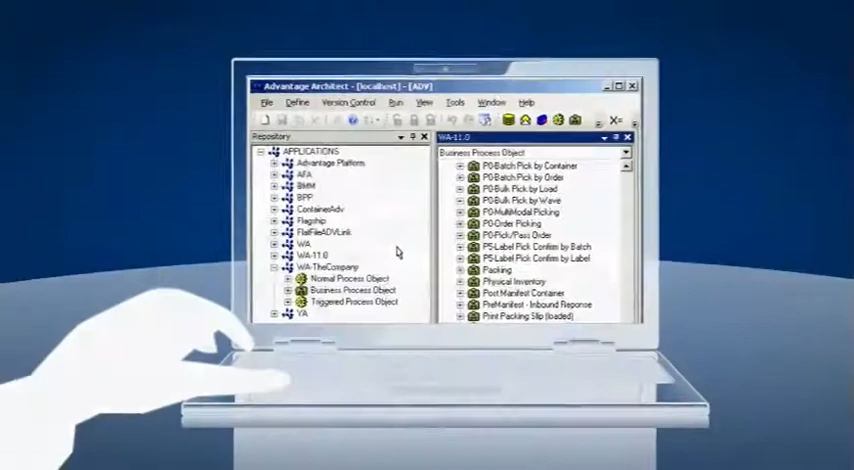 Advantage Architect - [localhost] - [ADV]
File Define Version Control Run View Tools Window Help
Repository
APPLICATIONS
Advantage Platform
AFA
BMM
BPP
ContainerAdv
Flagship
FlatFileADVLink
WA
WA-11.0
WA-TheCompany
Normal Process Object
Business Process Object
Triggered Process Object
YA
WA-11.0
Business Process Object
P0-Batch Pick by Container
P0-Batch Pick by Order
P0-Bulk Pick by Load
P0-Bulk Pick by Wave
P0-MultiModal Picking
P0-Order Picking
P0-Pick/Pass Order
P5-Label Pick Confirm by Batch
P5-Label Pick Confirm by Label
Packing
Physical Inventory
Post Manifest Container
PreManifest - Inbound Reponse
Print Packing Slip (loaded)